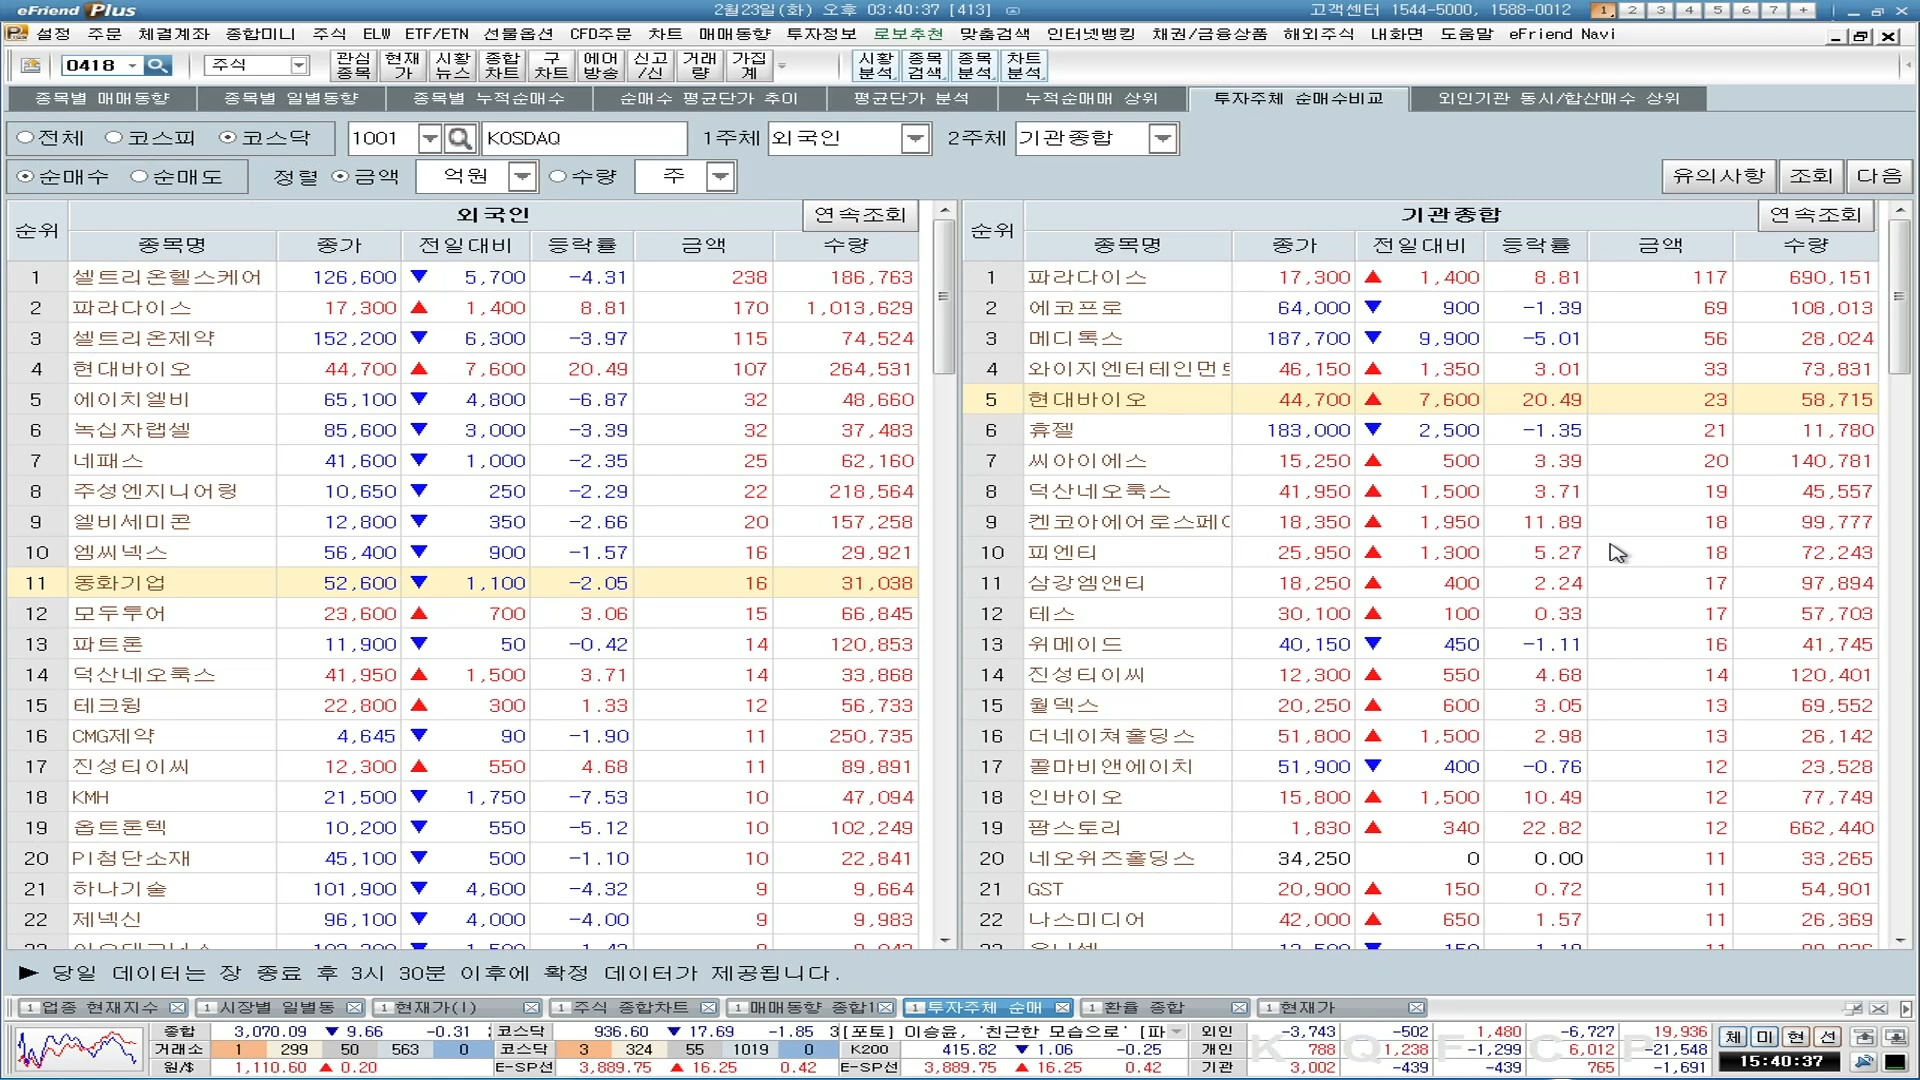 eFriend Plus 2월23일(화) 오후 03:40:37 [413] 고객센터 1544-5000, 1588-0012 1 2 3 4 5 6 7 +
설정 주문 체결계좌 종합미니 주식 ELW ETF/ETN 선물옵션 CFD주문 차트 매매동향 투자정보 로보추천 맞춤검색 인터넷뱅킹 채권/금융상품 해외주식 내화면 도움말 eFriend Navi
0418 주식 관심종목 현재가 시황뉴스 종합차트 구차트 에어방송 신고/신 거래량 가집계 시황분석 종목검색 종목분석 차트분석
종목별 매매동향 종목별 일별동향 종목별 누적순매수 순매수 평균단가 추이 평균단가 분석 누적순매매 상위 투자주체 순매수비교 외인기관 동시/합산매수 상위
전체 코스피 코스닥 1001 KOSDAQ 1주체 외국인 2주체 기관종합
순매수 순매도 정렬 금액 억원 수량 주 유의사항 조회 다음
순위 외국인 연속조회
종목명 종가 전일대비 등락률 금액 수량
1 셀트리온헬스케어 126,600 ▼ 5,700 -4.31 238 186,763
2 파라다이스 17,300 ▲ 1,400 8.81 170 1,013,629
3 셀트리온제약 152,200 ▼ 6,300 -3.97 115 74,524
4 현대바이오 44,700 ▲ 7,600 20.49 107 264,531
5 에이치엘비 65,100 ▼ 4,800 -6.87 32 48,660
6 녹십자랩셀 85,600 ▼ 3,000 -3.39 32 37,483
7 네패스 41,600 ▼ 1,000 -2.35 25 62,160
8 주성엔지니어링 10,650 ▼ 250 -2.29 22 218,564
9 엘비세미콘 12,800 ▼ 350 -2.66 20 157,258
10 엠씨넥스 56,400 ▼ 900 -1.57 16 29,921
11 동화기업 52,600 ▼ 1,100 -2.05 16 31,038
12 모두투어 23,600 ▲ 700 3.06 15 66,845
13 파트론 11,900 ▼ 50 -0.42 14 120,853
14 덕산네오룩스 41,950 ▲ 1,500 3.71 14 33,868
15 테크윙 22,800 ▲ 300 1.33 12 56,733
16 CMG제약 4,645 ▼ 90 -1.90 11 250,735
17 진성티이씨 12,300 ▲ 550 4.68 11 89,891
18 KMH 21,500 ▼ 1,750 -7.53 10 47,094
19 옵트론텍 10,200 ▼ 550 -5.12 10 102,249
20 PI첨단소재 45,100 ▼ 500 -1.10 10 22,841
21 하나기술 101,900 ▼ 4,600 -4.32 9 9,664
22 제넥신 96,100 ▼ 4,000 -4.00 9 9,983
순위 기관종합 연속조회
종목명 종가 전일대비 등락률 금액 수량
1 파라다이스 17,300 ▲ 1,400 8.81 117 690,151
2 에코프로 64,000 ▼ 900 -1.39 69 108,013
3 메디톡스 187,700 ▼ 9,900 -5.01 56 28,024
4 와이지엔터테인먼트 46,150 ▲ 1,350 3.01 33 73,831
5 현대바이오 44,700 ▲ 7,600 20.49 23 58,715
6 휴젤 183,000 ▼ 2,500 -1.35 21 11,780
7 씨아이에스 15,250 ▲ 500 3.39 20 140,781
8 덕산네오룩스 41,950 ▲ 1,500 3.71 19 45,557
9 켄코아에어로스페이 18,350 ▲ 1,950 11.89 18 99,777
10 피엔티 25,950 ▲ 1,300 5.27 18 72,243
11 삼강엠앤티 18,250 ▲ 400 2.24 17 97,894
12 테스 30,100 ▲ 100 0.33 17 57,703
13 위메이드 40,150 ▼ 450 -1.11 16 41,745
14 진성티이씨 12,300 ▲ 550 4.68 14 120,401
15 월덱스 20,250 ▲ 600 3.05 13 69,552
16 더네이쳐홀딩스 51,800 ▲ 1,500 2.98 13 26,142
17 콜마비앤에이치 51,900 ▼ 400 -0.76 12 23,528
18 인바이오 15,800 ▲ 1,500 10.49 12 77,749
19 팜스토리 1,830 ▲ 340 22.82 12 662,440
20 네오위즈홀딩스 34,250 0 0.00 11 33,265
21 GST 20,900 ▲ 150 0.72 11 54,901
22 나스미디어 42,000 ▲ 650 1.57 11 26,369
▶ 당일 데이터는 장 종료 후 3시 30분 이후에 확정 데이터가 제공됩니다.
1 업종 현재지수 1 시장별 일별동 1 현재가(1) 1 주식 종합차트 1 매매동향 종합1 1 투자주체 순매 1 환율 종합 1 현재가
종합 3,070.09 ▼ 9.66 -0.31 코스닥 936.60 ▼ 17.69 -1.85 3 [포토] 이승윤, '친근한 모습으로' [파 외인 -3,743 -502 1,480 -6,727 19,936 체 미 현 선
거래소 1 299 50 563 0 코스닥 3 324 55 1019 0 K200 415.82 ▼ 1.06 -0.25 개인 788 1,238 -1,299 6,012 -21,548
원/$ 1,110.60 ▲ 0.20 E-SP선 3,889.75 ▲ 16.25 0.42 E-SP선 3,889.75 ▲ 16.25 0.42 기관 3,002 -439 -439 765 -1,691 15:40:37
K Q F C P